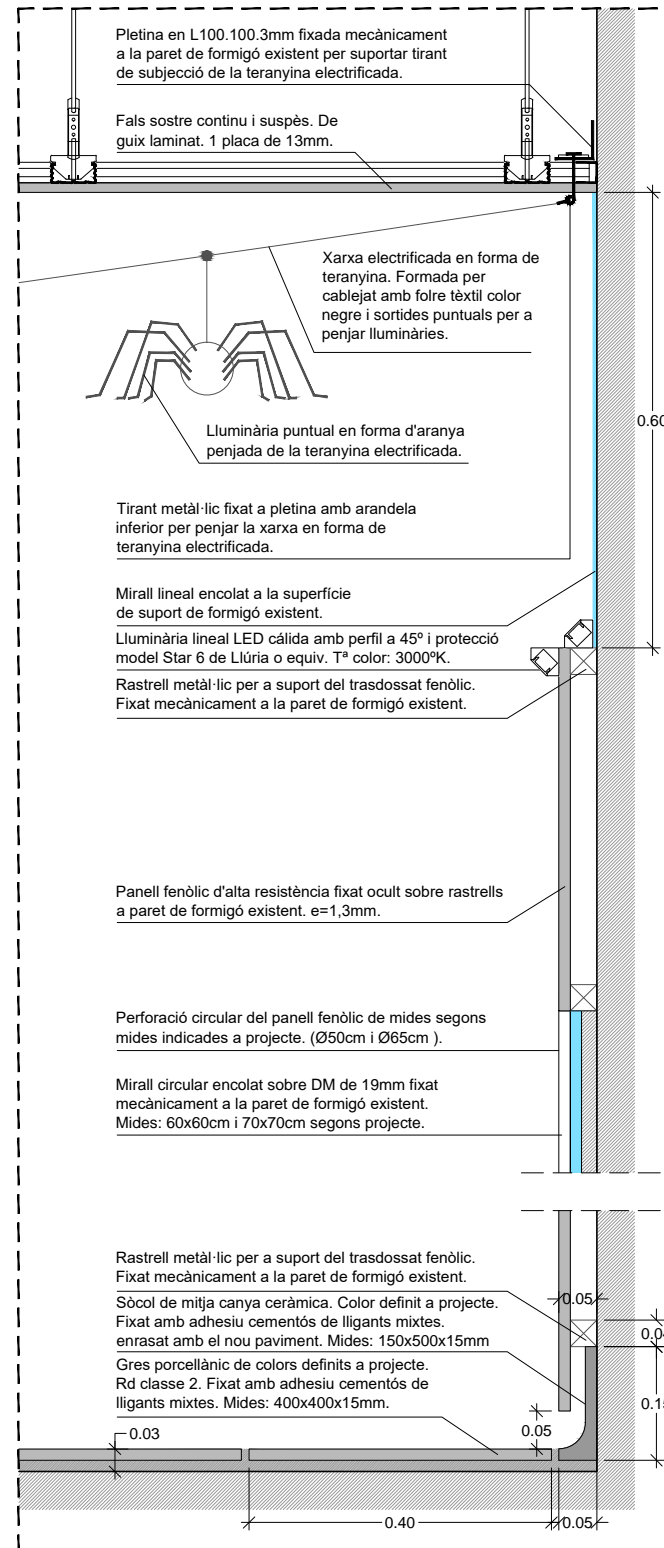 Pletina en L100.100.3mm fixada mecànicament
a la paret de formigó existent per suportar tirant
de subjecció de la teranyina electrificada.
Fals sostre continu i suspès. De
guix laminat. 1 placa de 13mm.
Xarxa electrificada en forma de
teranyina. Formada per
cablejat amb folre tèxtil color
negre i sortides puntuals per a
penjar lluminàries.
0.60
Lluminària puntual en forma d'aranya
penjada de la teranyina electrificada.
Tirant metàl·lic fixat a pletina amb arandela
inferior per penjar la xarxa en forma de
teranyina electrificada.
Mirall lineal encolat a la superfície
de suport de formigó existent.
Lluminària lineal LED cálida amb perfil a 45º i protecció
model Star 6 de Llúria o equiv. Tª color: 3000ºK.
Rastrell metàl·lic per a suport del trasdossat fenòlic.
Fixat mecànicament a la paret de formigó existent.
Panell fenòlic d'alta resistència fixat ocult sobre rastrells
a paret de formigó existent. e=1,3mm.
Perforació circular del panell fenòlic de mides segons
mides indicades a projecte. (Ø50cm i Ø65cm ).
Mirall circular encolat sobre DM de 19mm fixat
mecànicament a la paret de formigó existent.
Mides: 60x60cm i 70x70cm segons projecte.
Rastrell metàl·lic per a suport del trasdossat fenòlic.
Fixat mecànicament a la paret de formigó existent.
0.05
Sòcol de mitja canya ceràmica. Color definit a projecte.
Fixat amb adhesiu cementós de lligants mixtes.
enrasat amb el nou paviment. Mides: 150x500x15mm
0.04
Gres porcellànic de colors definits a projecte.
Rd classe 2. Fixat amb adhesiu cementós de
lligants mixtes. Mides: 400x400x15mm.
0.15
0.03
0.05
0.40
0.05